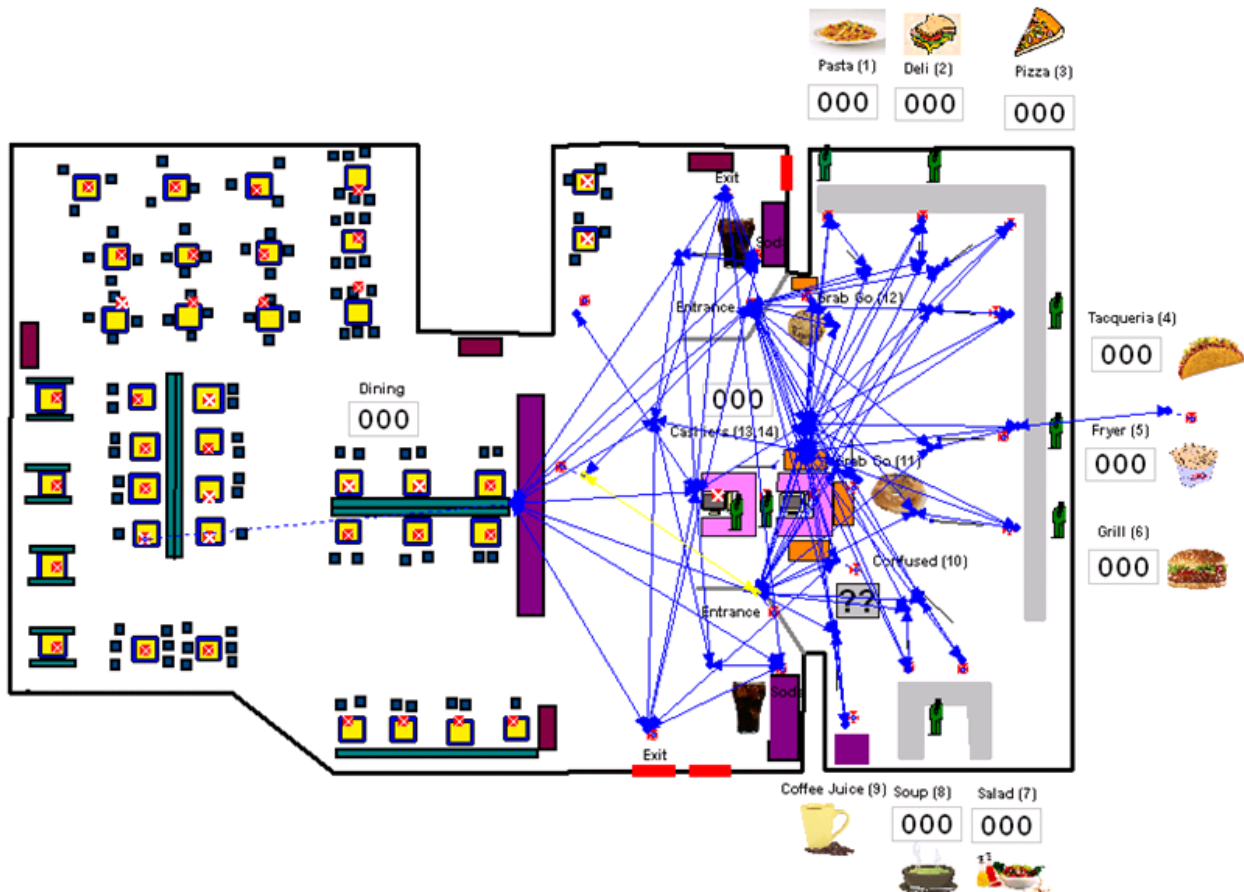 Pasta (1)
Deli (2)
Pizza (3)
000
000
000
Exit
Soda
Entrance
Grab Go (12)
Tacqueria (4)
000
Dining
000
000
Cashiers (13,14)
Fryer (5)
000
Grab Go (11)
Grill (6)
000
Confused (10)
??
Entrance
Soda
Exit
Coffee Juice (9)
Soup (8)
Salad (7)
000
000